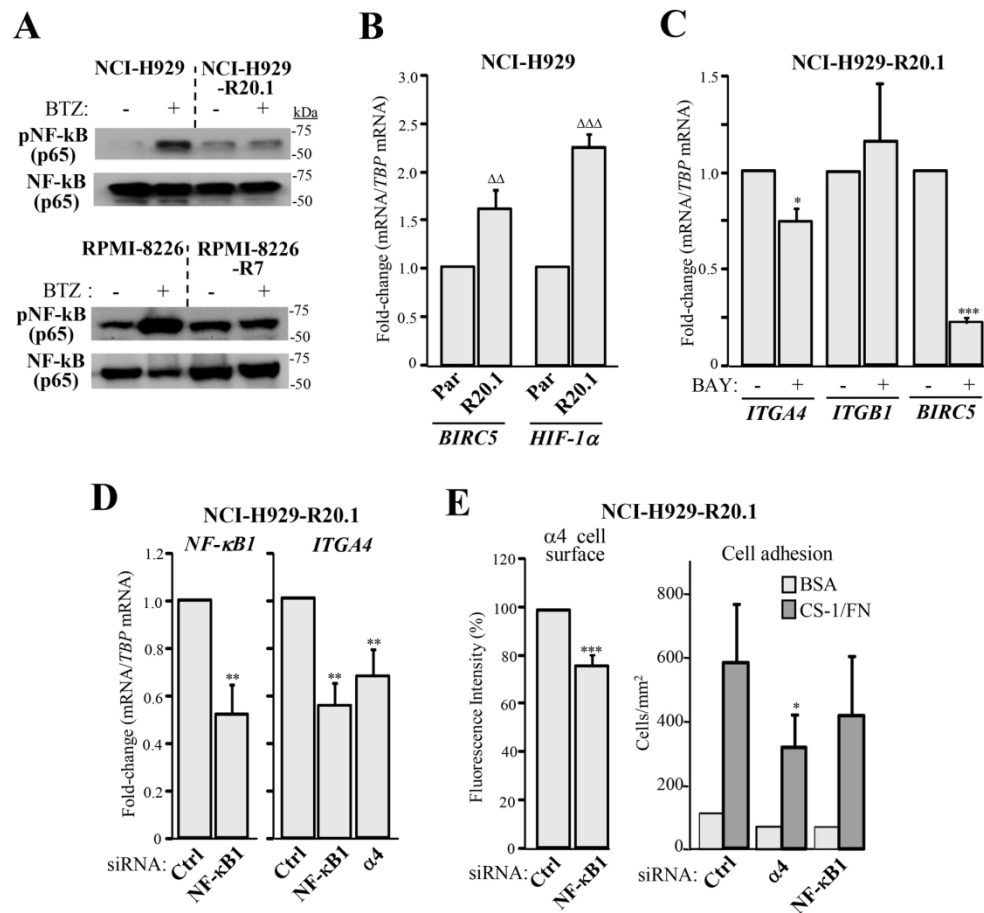 A
NCI-H929
NCI-H929
-R20.1
BTZ: - + - + kDa
pNF-kB
(p65)
-75
-50
NF-kB
(p65)
-75
-50
RPMI-8226
RPMI-8226
-R7
BTZ : - + - +
pNF-kB
(p65)
-75
-50
NF-kB
(p65)
-75
-50
B
NCI-H929
Fold-change (mRNA/TBP mRNA)
3.0
2.5
2.0
1.5
1.0
0.5
0
ΔΔ
ΔΔΔ
Par R20.1 Par R20.1
BIRC5 HIF-1α
C
NCI-H929-R20.1
Fold-change (mRNA/TBP mRNA)
1.5
1.0
0.5
0
*
***
BAY: - + - + - +
ITGA4 ITGB1 BIRC5
D
NCI-H929-R20.1
NF-κB1 ITGA4
Fold-change (mRNA/TBP mRNA)
1.2
1.0
0.8
0.6
0.4
0.2
0
**
**
**
siRNA: Ctrl NF-κB1 Ctrl NF-κB1 α4
E
NCI-H929-R20.1
α4 cell
surface
Fluorescence Intensity (%)
120
100
80
60
40
20
0
***
siRNA: Ctrl NF-κB1
Cell adhesion
BSA
CS-1/FN
Cells/mm²
800
600
400
200
0
*
siRNA: Ctrl α4 NF-κB1